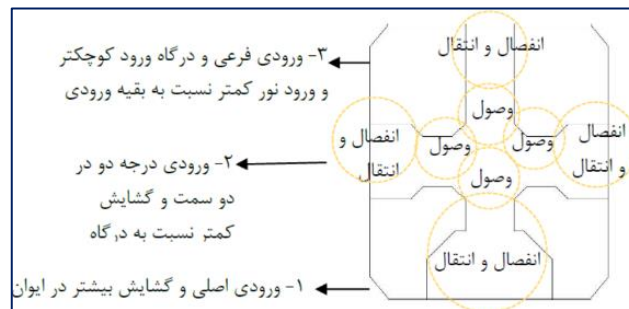 انفصال و انتقال
۳- ورودی فرعی و درگاه ورود کوچکتر
و ورود نور کمتر نسبت به بقیه ورودی
وصول
انفصال و
انتقال
وصول
وصول
انفصال
و انتقال
۲- ورودی درجه دو در
دو سمت و گشایش
کمتر نسبت به درگاه
وصول
انفصال و انتقال
۱- ورودی اصلی و گشایش بیشتر در ایوان